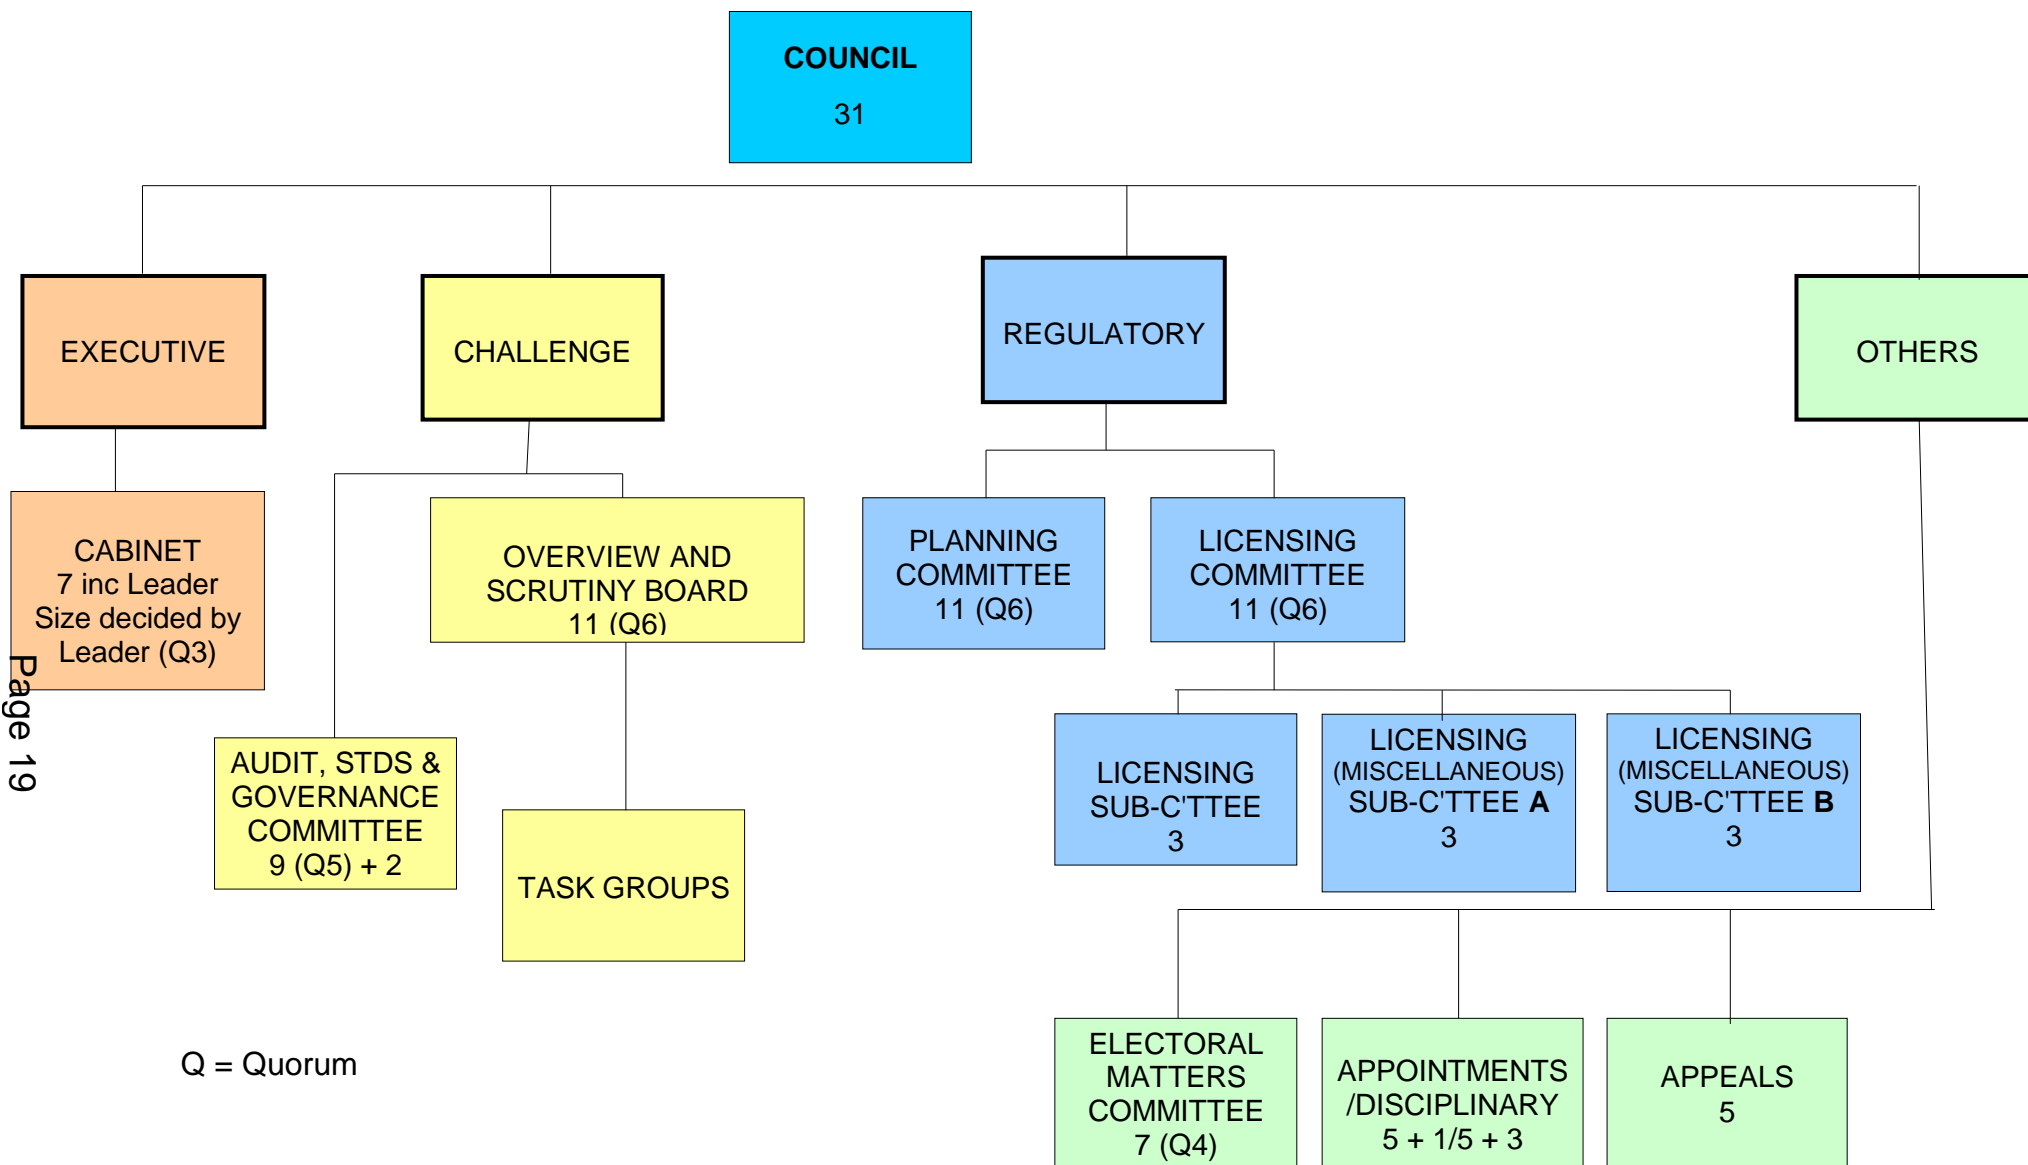 COUNCIL
31
EXECUTIVE
CHALLENGE
REGULATORY
OTHERS
CABINET
7 inc Leader
Size decided by
Leader (Q3)
OVERVIEW AND
SCRUTINY BOARD
11 (Q6)
PLANNING
COMMITTEE
11 (Q6)
LICENSING
COMMITTEE
11 (Q6)
AUDIT, STDS &
GOVERNANCE
COMMITTEE
9 (Q5) + 2
TASK GROUPS
LICENSING
SUB-C'TTEE
3
LICENSING
(MISCELLANEOUS)
SUB-C'TTEE A
3
LICENSING
(MISCELLANEOUS)
SUB-C'TTEE B
3
ELECTORAL
MATTERS
COMMITTEE
7 (Q4)
APPOINTMENTS
/DISCIPLINARY
5 + 1/5 + 3
APPEALS
5
Q = Quorum
Page 19